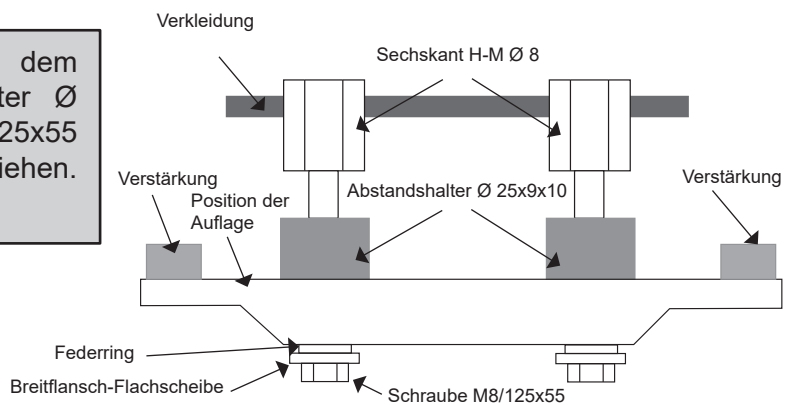 dem
ter Ø
25x55
iehen.
Verkleidung
Sechskant H-M Ø 8
Verstärkung
Position der
Auflage
Abstandshalter Ø 25x9x10
Verstärkung
Federring
Breitflansch-Flachscheibe
Schraube M8/125x55